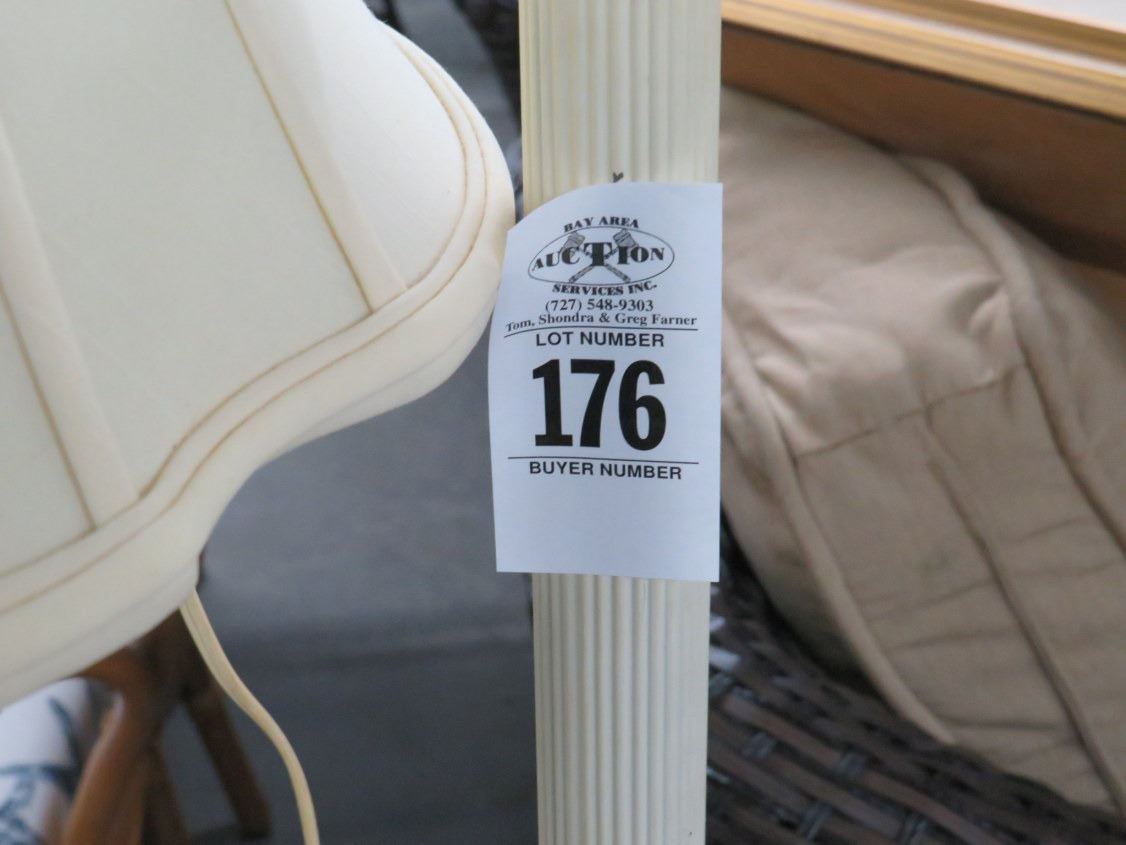 BAY AREA
AUCTION
SERVICES INC.
(727) 548-9303
Tom, Shondra & Greg Farner
LOT NUMBER
176
BUYER NUMBER